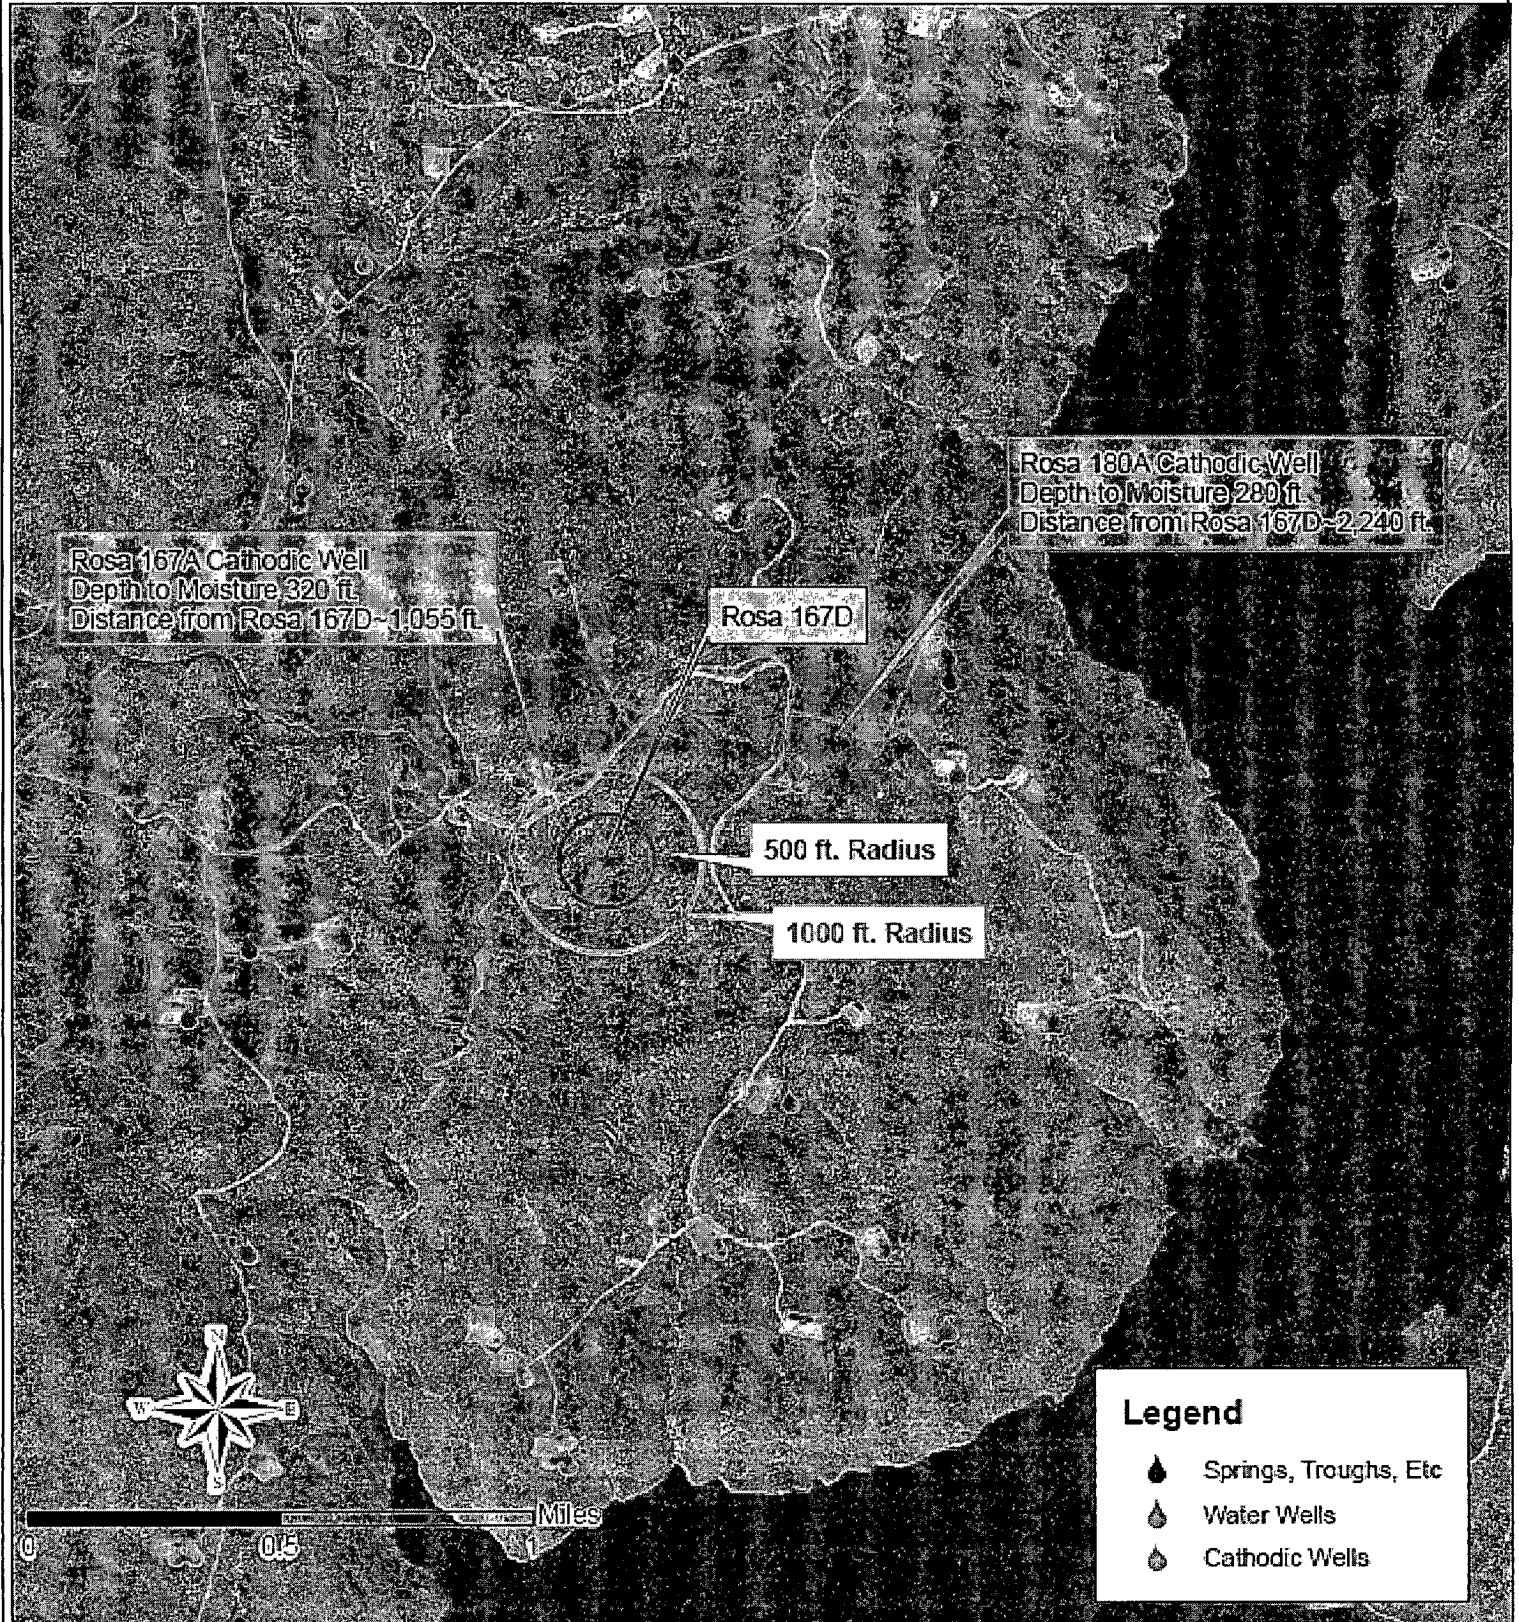 Rosa 180A Cathodic Well
Depth to Moisture 280 ft.
Distance from Rosa 167D~2,240 ft.
Rosa 167A Cathodic Well
Depth to Moisture 320 ft.
Distance from Rosa 167D~1,055 ft.
Rosa 167D
500 ft. Radius
1000 ft. Radius
N
W
E
S
Miles
0
0.5
1
Legend
Springs, Troughs, Etc
Water Wells
Cathodic Wells